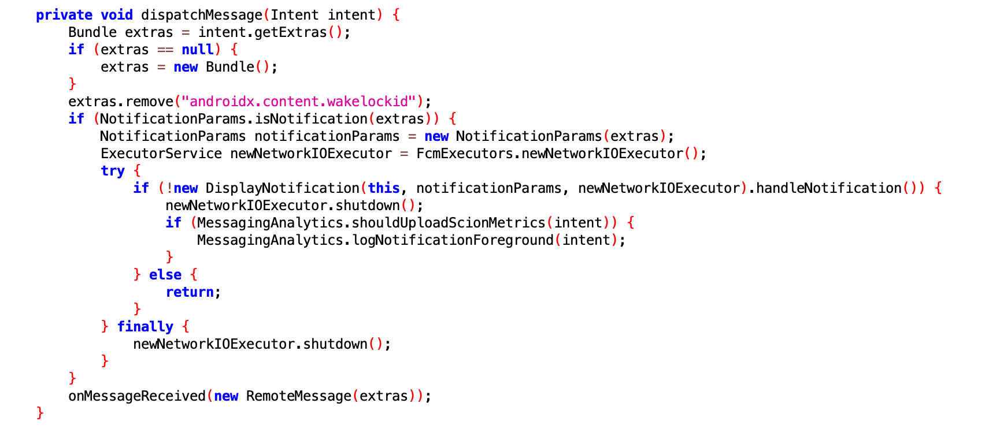 private void dispatchMessage(Intent intent) {
    Bundle extras = intent.getExtras();
    if (extras == null) {
        extras = new Bundle();
    }
    extras.remove("androidx.content.wakelockid");
    if (NotificationParams.isNotification(extras)) {
        NotificationParams notificationParams = new NotificationParams(extras);
        ExecutorService newNetworkIOExecutor = FcmExecutors.newNetworkIOExecutor();
        try {
            if (!new DisplayNotification(this, notificationParams, newNetworkIOExecutor).handleNotification()) {
                newNetworkIOExecutor.shutdown();
                if (MessagingAnalytics.shouldUploadScionMetrics(intent)) {
                    MessagingAnalytics.logNotificationForeground(intent);
                }
            } else {
                return;
            }
        } finally {
            newNetworkIOExecutor.shutdown();
        }
    }
    onMessageReceived(new RemoteMessage(extras));
}